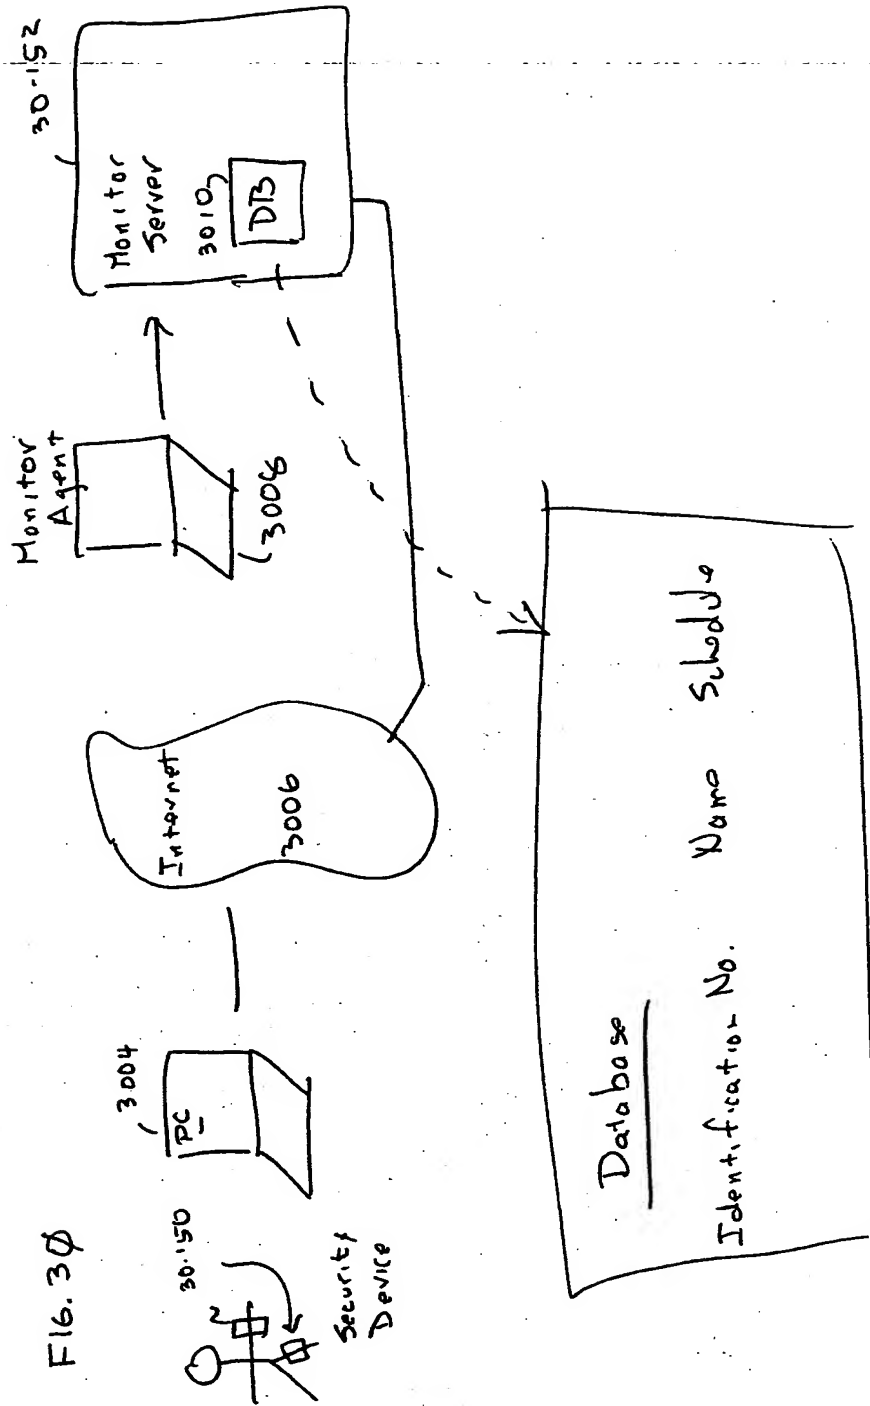 FIG. 30
30-150
Security
Device
3004
PC
Internet
3006
Monitor
Agent
3008
30-152
Monitor
Server
3010
DB
Database
Identification No. Name Schedule